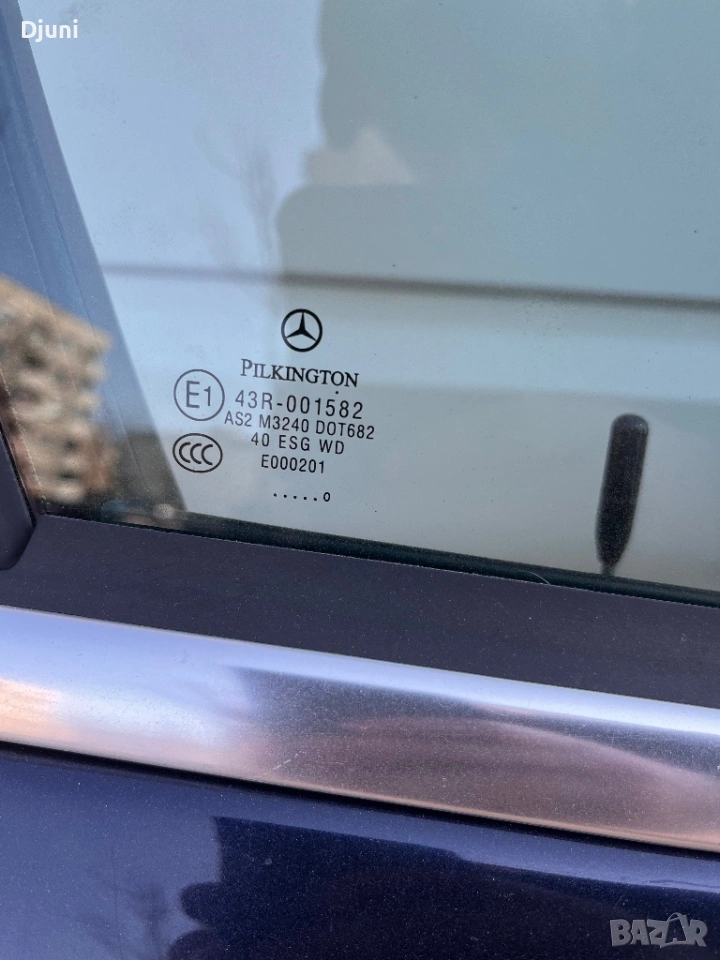 Djuni
PILKINGTON
E1 43R-001582
AS2 M3240 DOT682
CCC 40 ESG WD
E000201
.....o
BAZAR